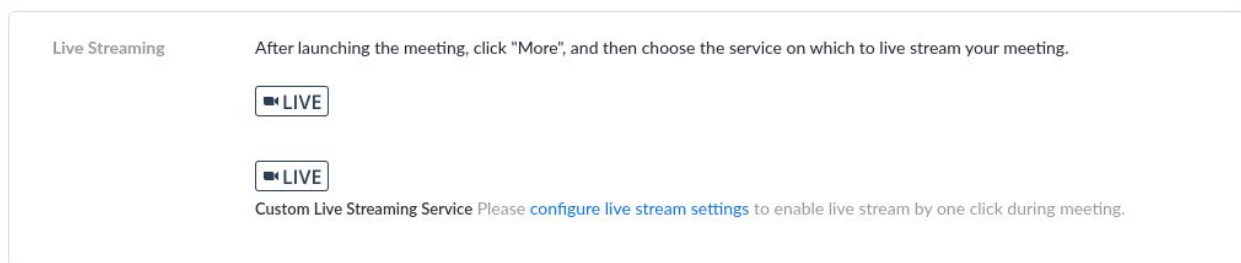 Live Streaming After launching the meeting, click "More", and then choose the service on which to live stream your meeting.
LIVE
LIVE
Custom Live Streaming Service Please configure live stream settings to enable live stream by one click during meeting.